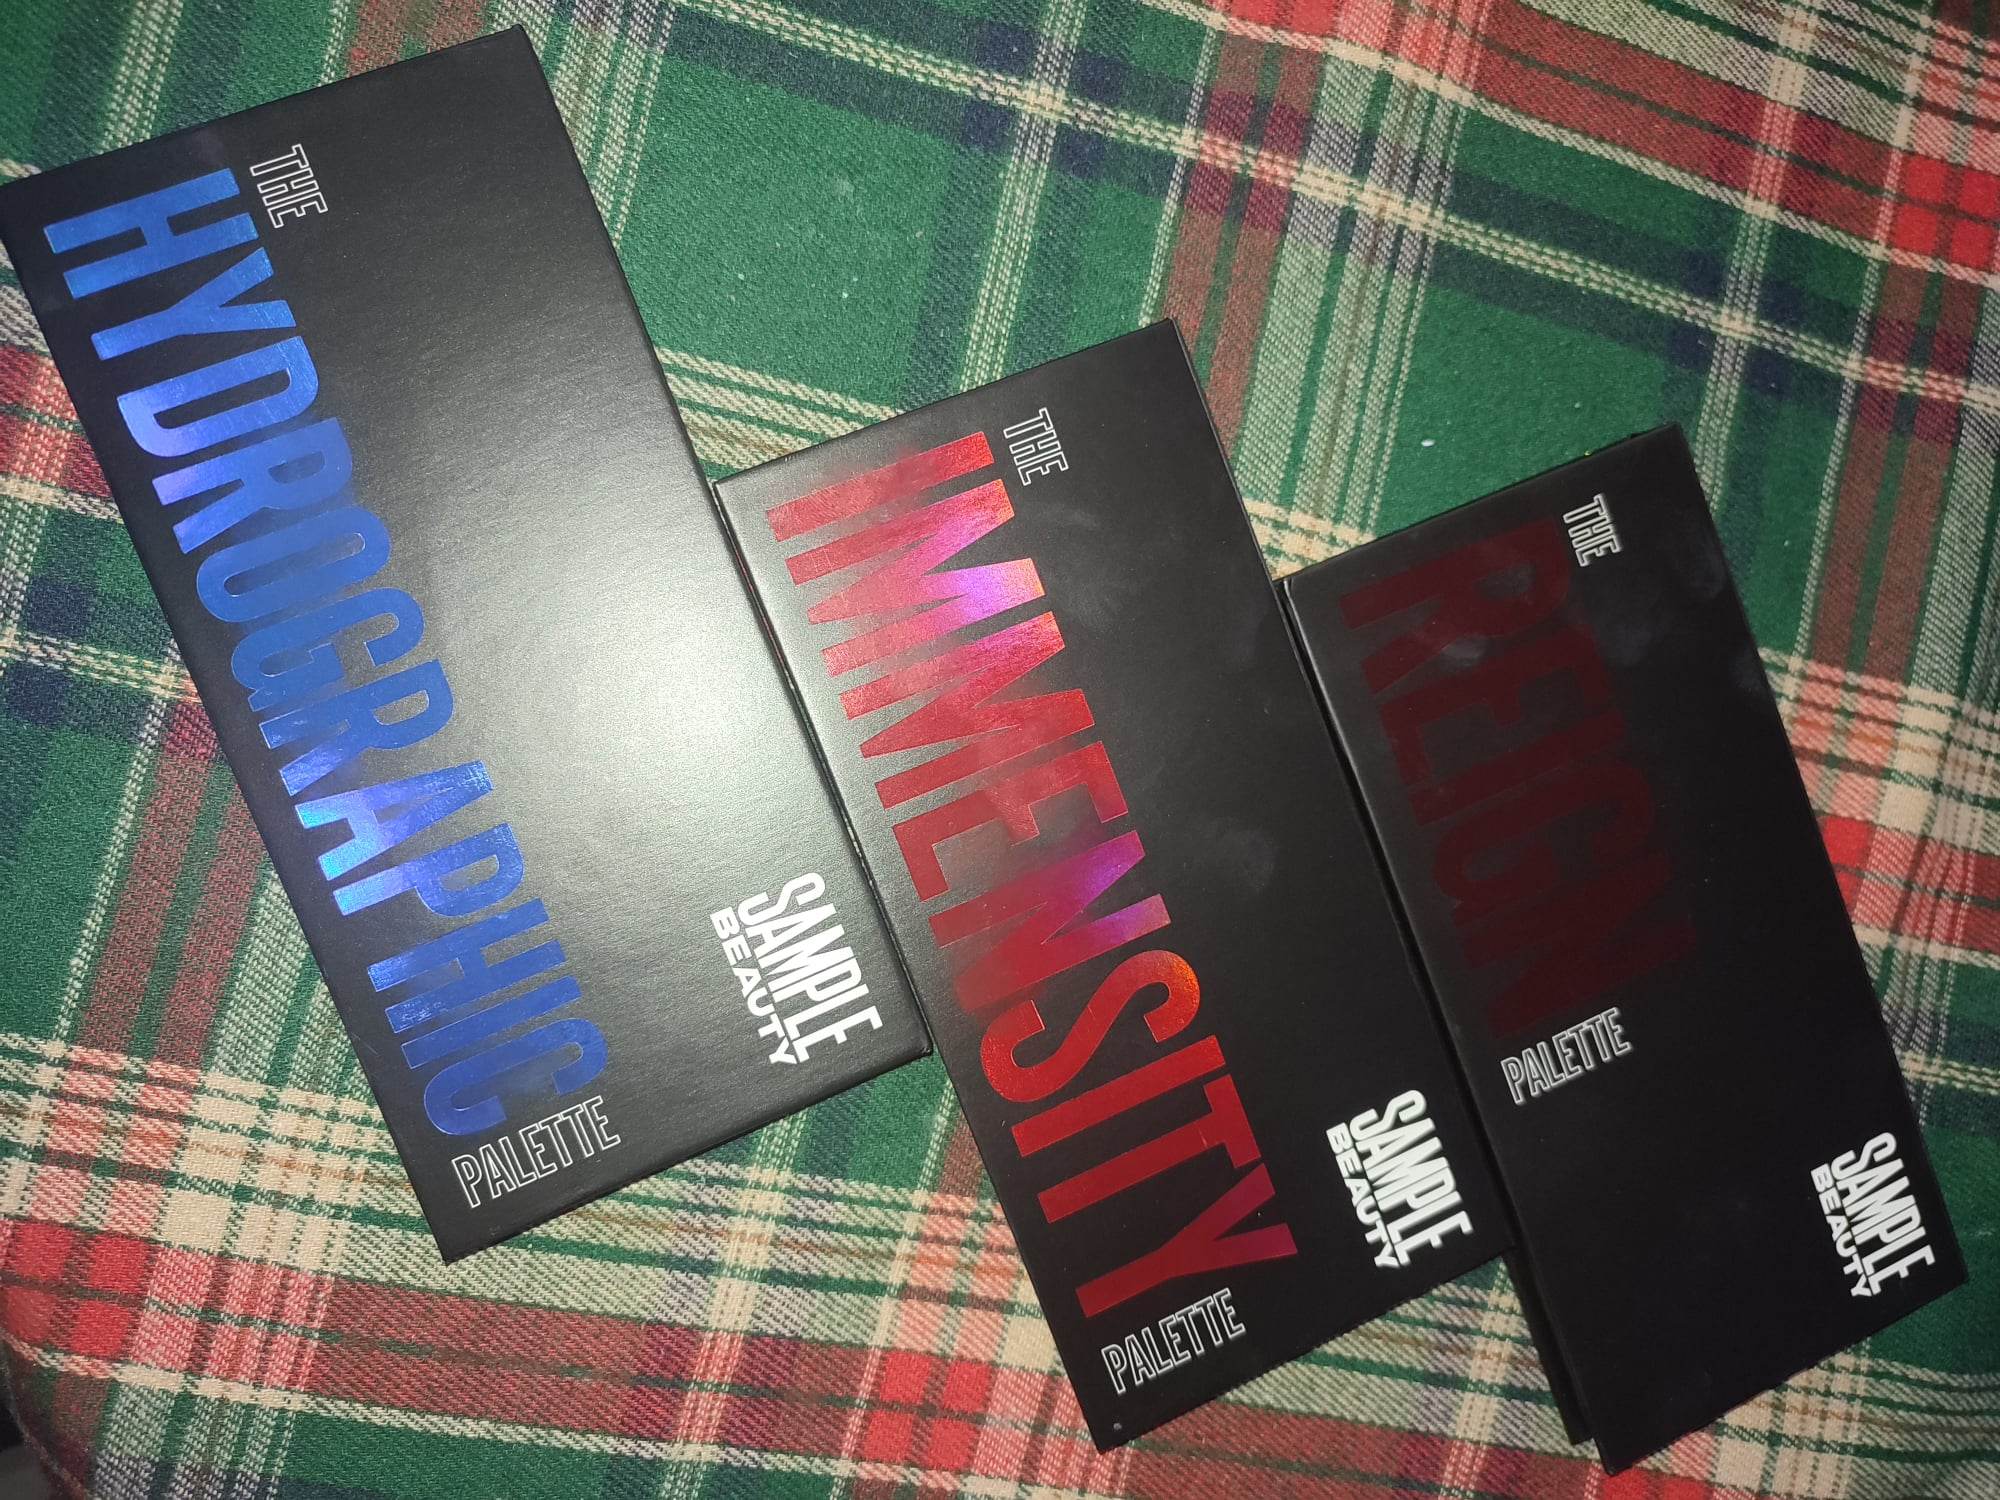 THE
HYDROGRAPHIC
PALETTE
SAMPLE
BEAUTY
THE
IMMENSITY
PALETTE
SAMPLE
BEAUTY
THE
REIGN
PALETTE
SAMPLE
BEAUTY